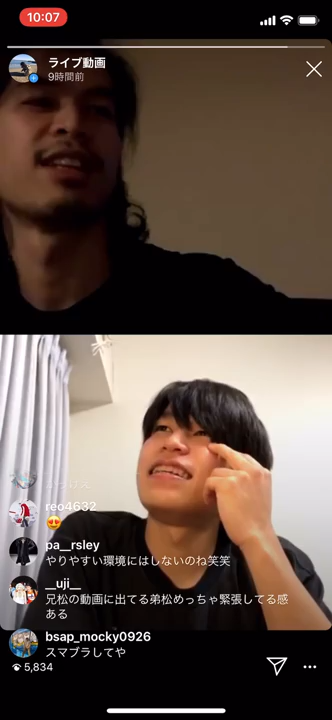 10:07
ライブ動画
9時間前
reo4632
😍
pa__rsley
やりやすい環境にはしないのね笑笑
__uji__
兄松の動画に出てる弟松めっちゃ緊張してる感
ある
bsap_mocky0926
スマブラしてや
5,834